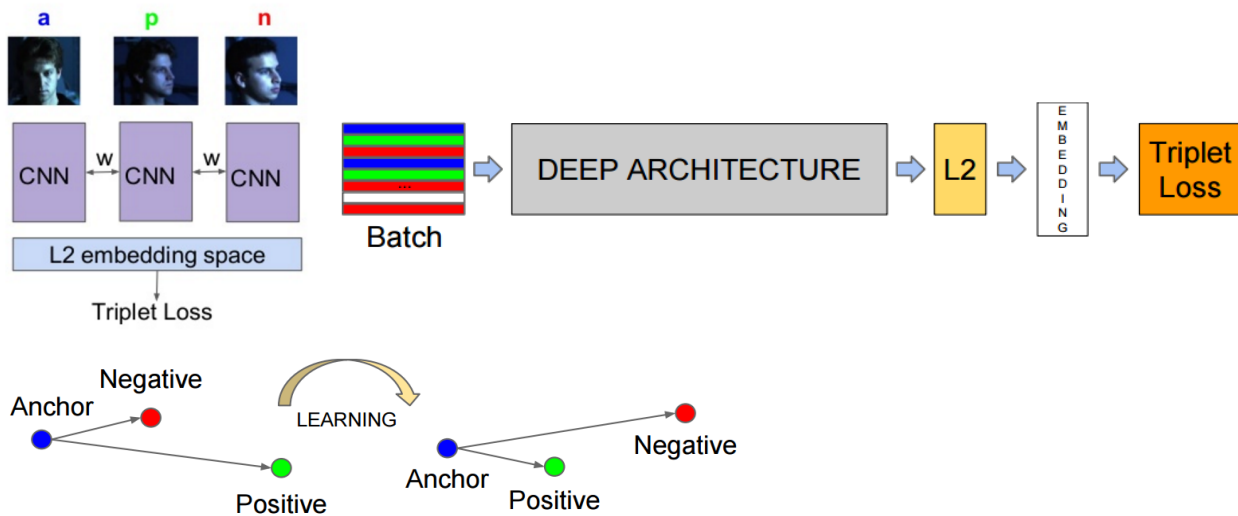 a p n
CNN w CNN w CNN
L2 embedding space
Triplet Loss
...
Batch
DEEP ARCHITECTURE
L2
EMBEDDING
Triplet
Loss
Negative
Anchor
Positive
LEARNING
Negative
Anchor
Positive